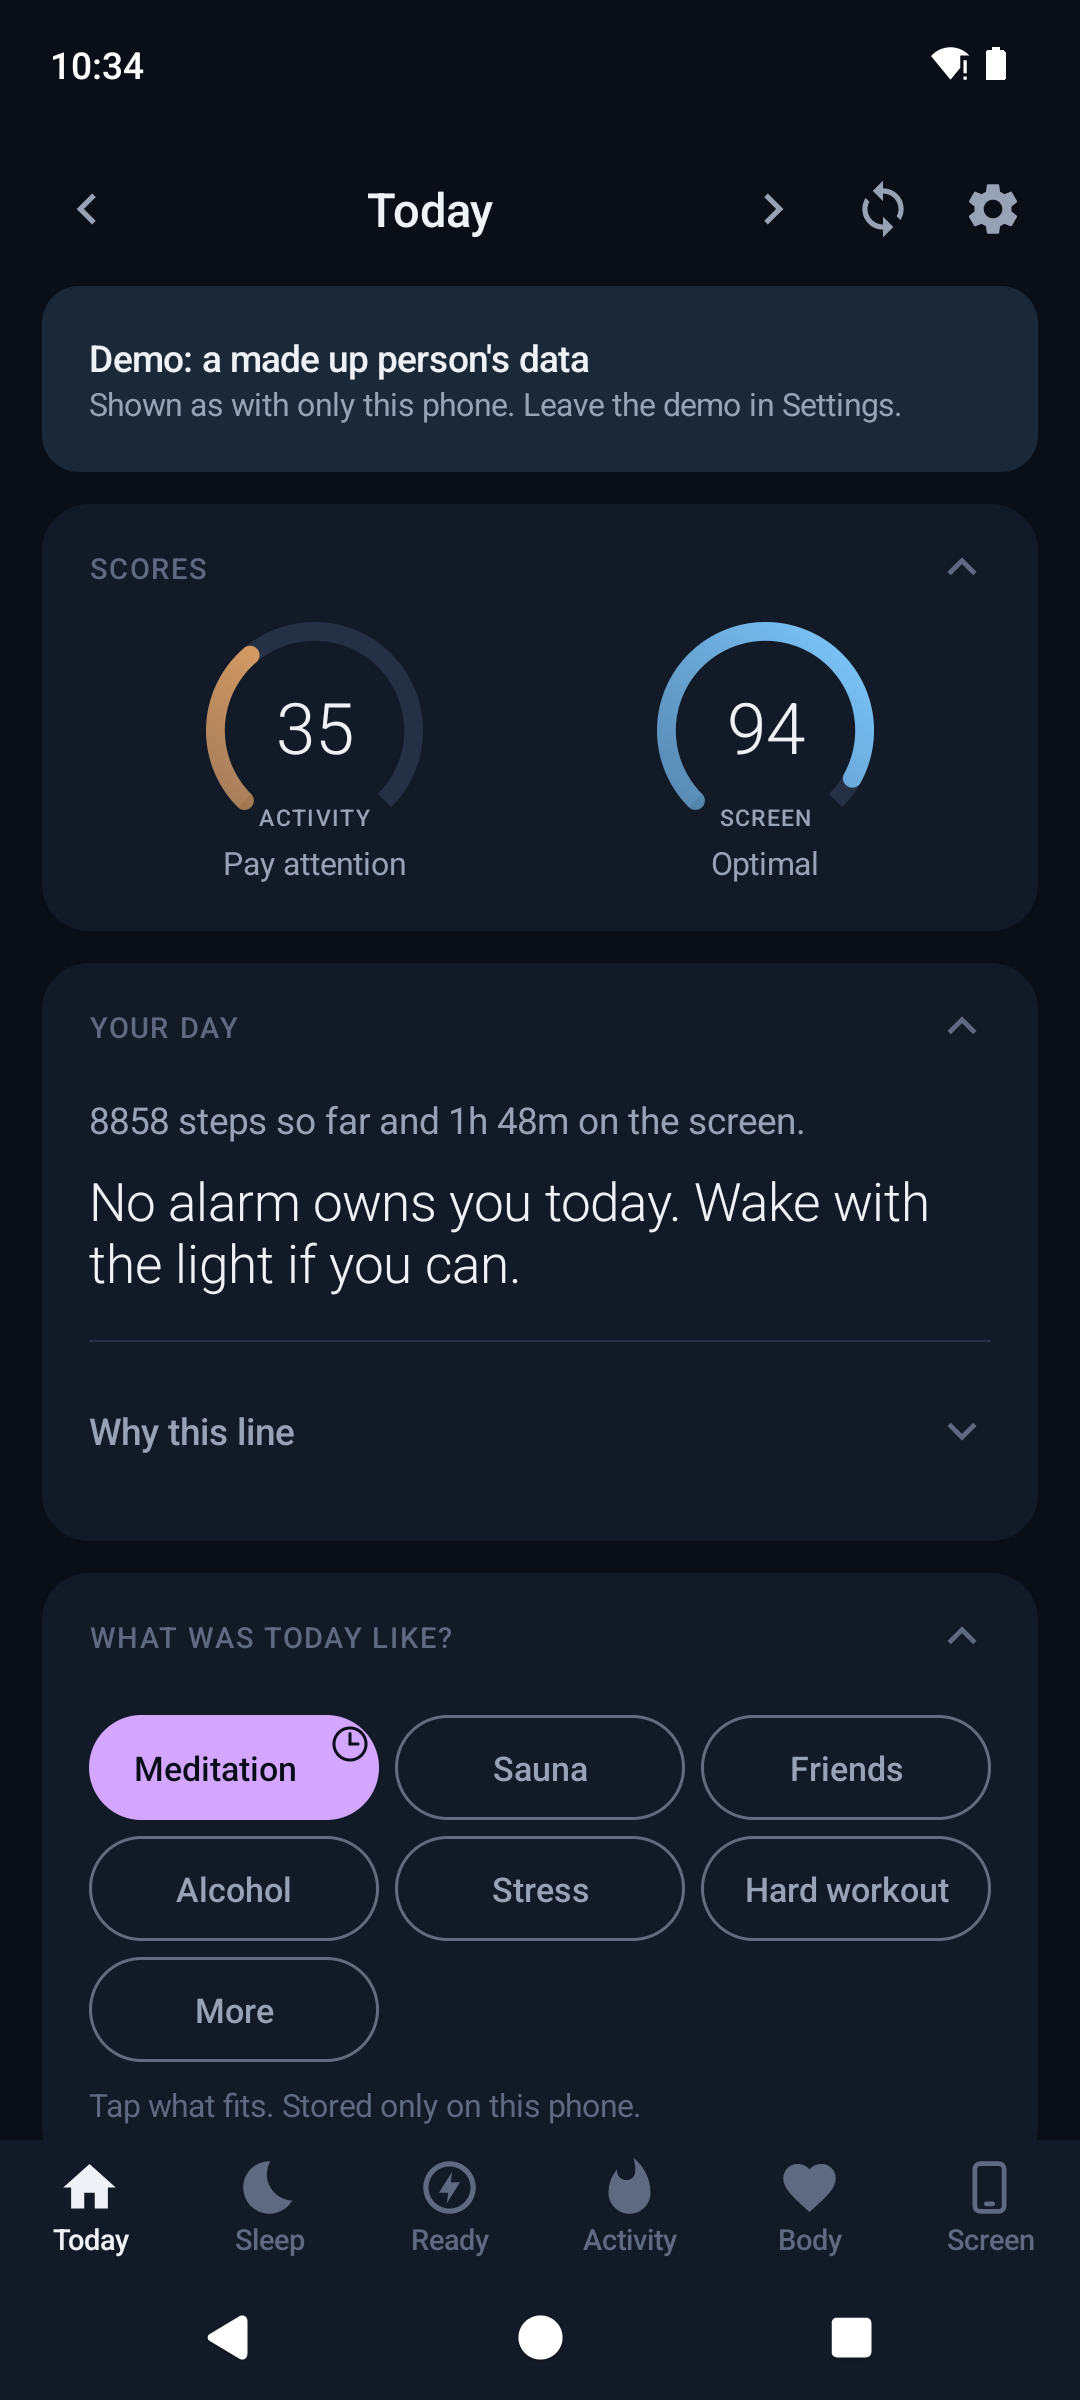 10:34
Today
Demo: a made up person's data
Shown as with only this phone. Leave the demo in Settings.
SCORES
35
ACTIVITY
Pay attention
94
SCREEN
Optimal
YOUR DAY
8858 steps so far and 1h 48m on the screen.
No alarm owns you today. Wake with
the light if you can.
Why this line
WHAT WAS TODAY LIKE?
Meditation
Sauna
Friends
Alcohol
Stress
Hard workout
More
Tap what fits. Stored only on this phone.
Today
Sleep
Ready
Activity
Body
Screen